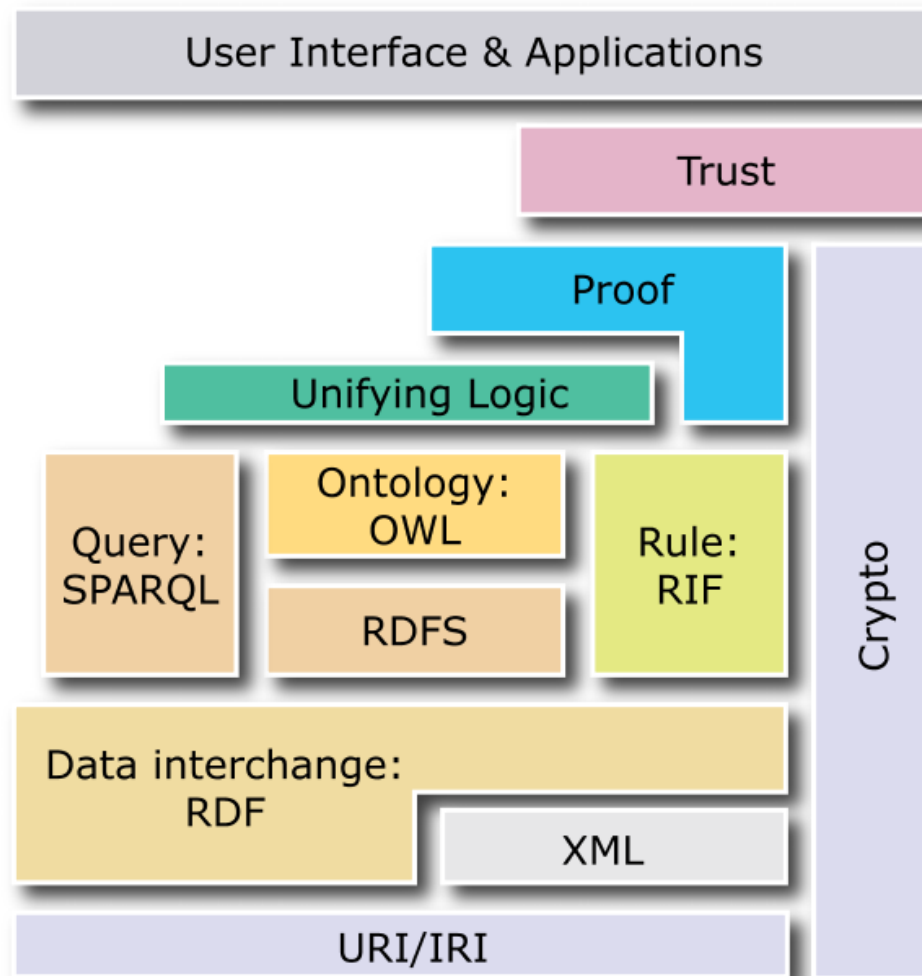 User Interface & Applications
Trust
Proof
Unifying Logic
Query:
SPARQL
Ontology:
OWL
RDFS
Rule:
RIF
Crypto
Data interchange:
RDF
XML
URI/IRI